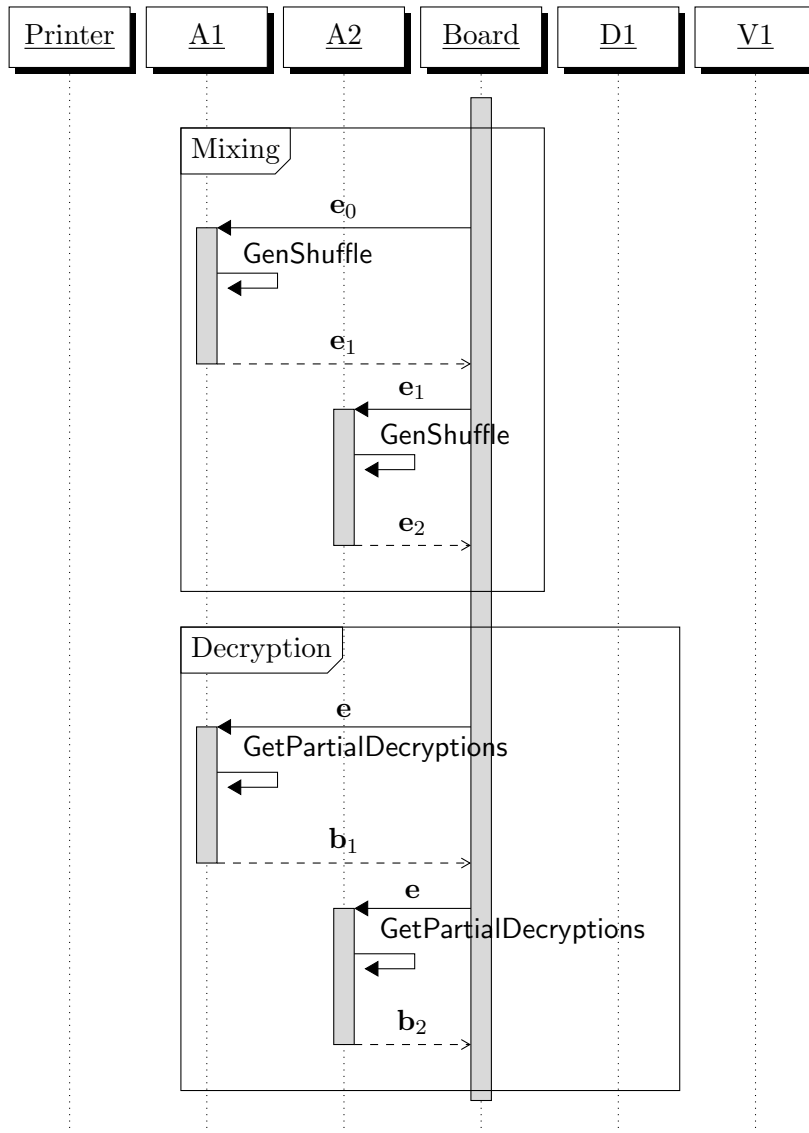 Printer A1 A2 Board D1 V1
Mixing
e₀
GenShuffle
e₁
e₁
GenShuffle
e₂
Decryption
e
GetPartialDecryptions
b₁
e
GetPartialDecryptions
b₂